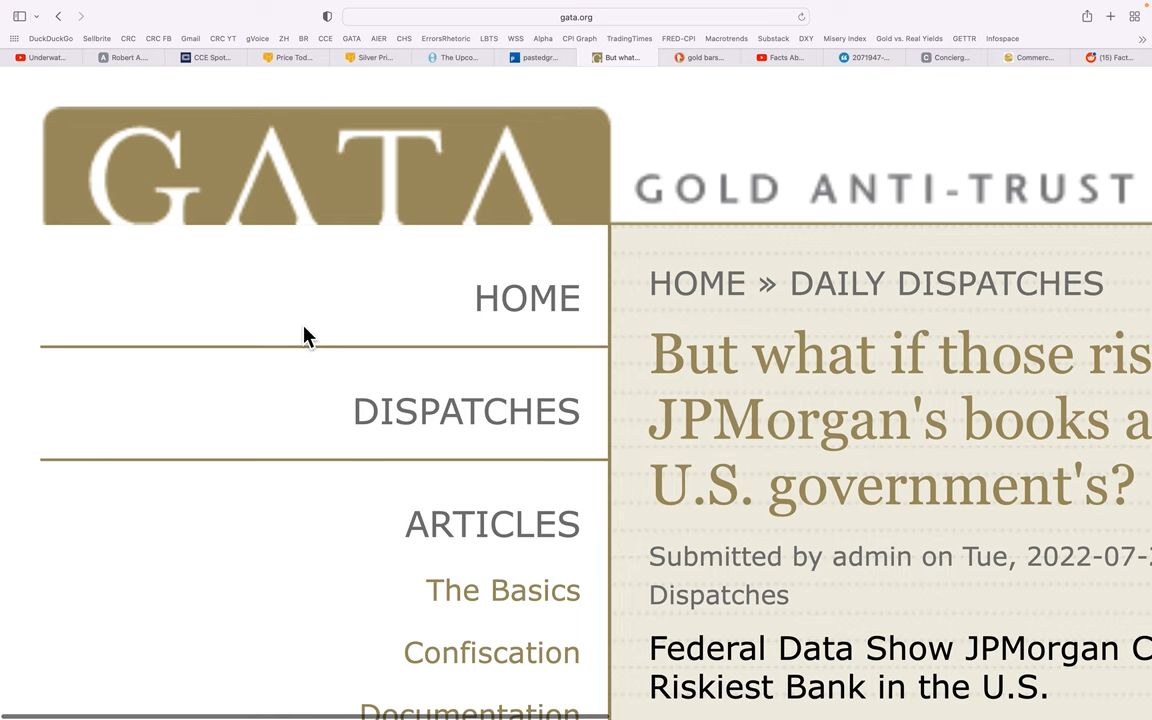 gata.org
DuckDuckGo Sellbrite CRC CRC FB Gmail CRC YT gVoice ZH BR CCE GATA AIER CHS ErrorsRhetoric LBTS WSS Alpha CPI Graph TradingTimes FRED-CPI Macrotrends Substack DXY Misery Index Gold vs. Real Yields GETTR Infospace
Underwat... Robert A.... CCE Spot... Price Tod... Silver Pri... The Upco... pastedgr... But what... gold bars... Facts Ab... 2071947-... Concierg... Commerc... (15) Fact...
GATA
GOLD ANTI-TRUST
HOME
DISPATCHES
ARTICLES
The Basics
Confiscation
Documentation
HOME » DAILY DISPATCHES
But what if those ris
JPMorgan's books a
U.S. government's?
Submitted by admin on Tue, 2022-07-
Dispatches
Federal Data Show JPMorgan C
Riskiest Bank in the U.S.